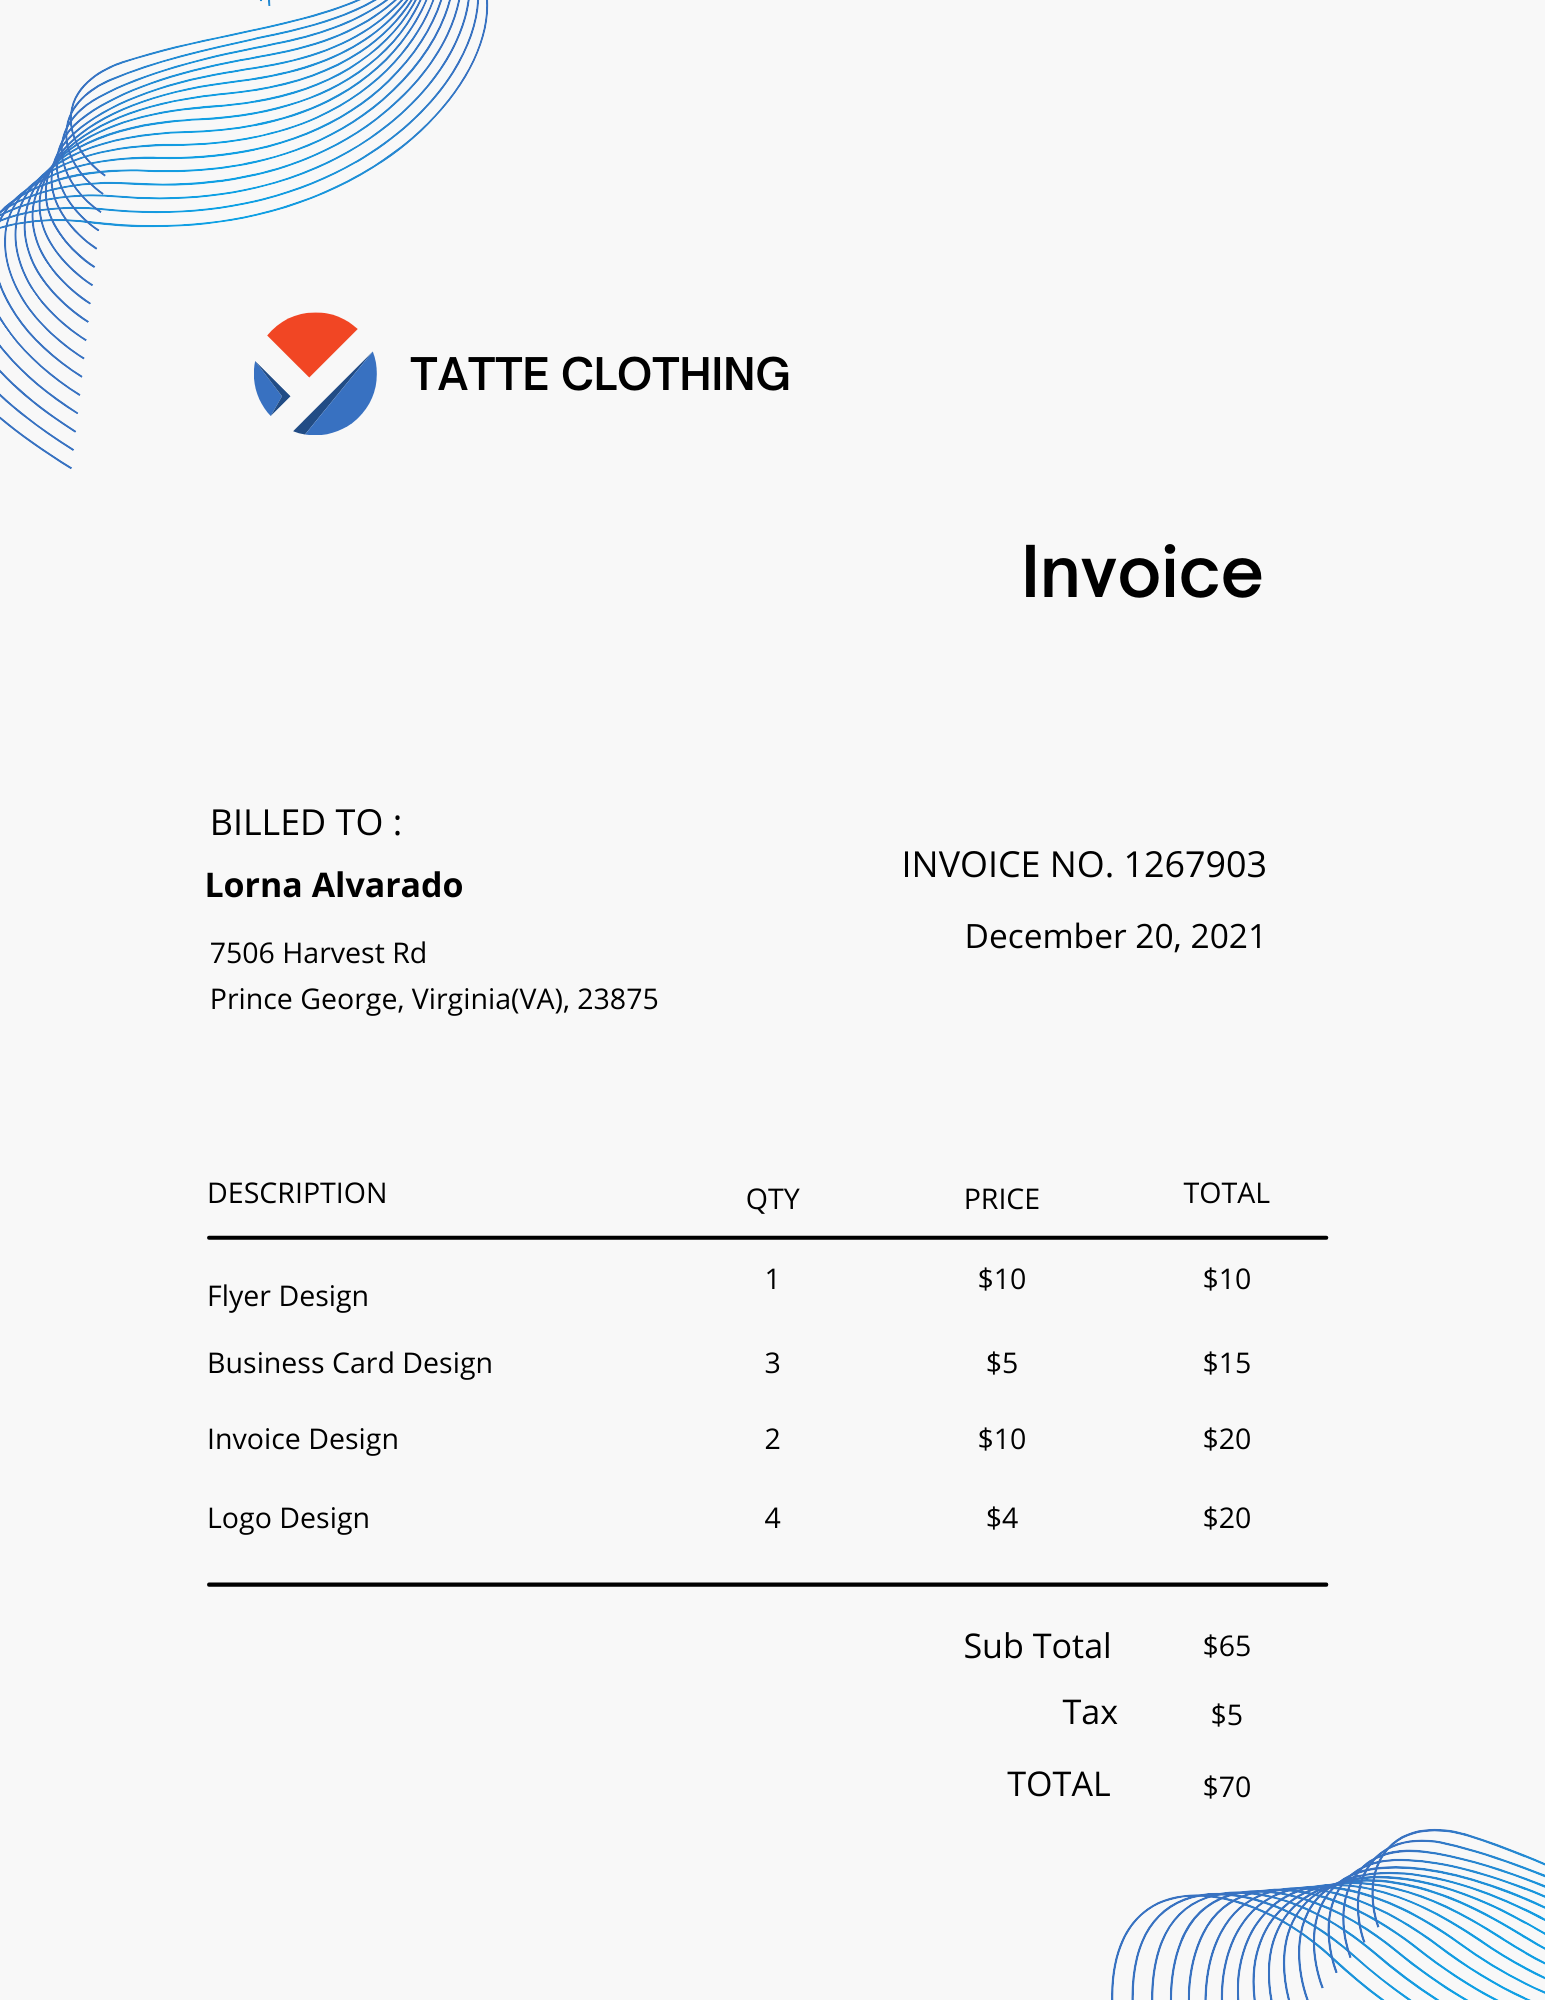 TATTE CLOTHING
Invoice
BILLED TO :
Lorna Alvarado
7506 Harvest Rd
Prince George, Virginia(VA), 23875
INVOICE NO. 1267903
December 20, 2021
DESCRIPTION QTY PRICE TOTAL
Flyer Design 1 $10 $10
Business Card Design 3 $5 $15
Invoice Design 2 $10 $20
Logo Design 4 $4 $20
Sub Total $65
Tax $5
TOTAL $70